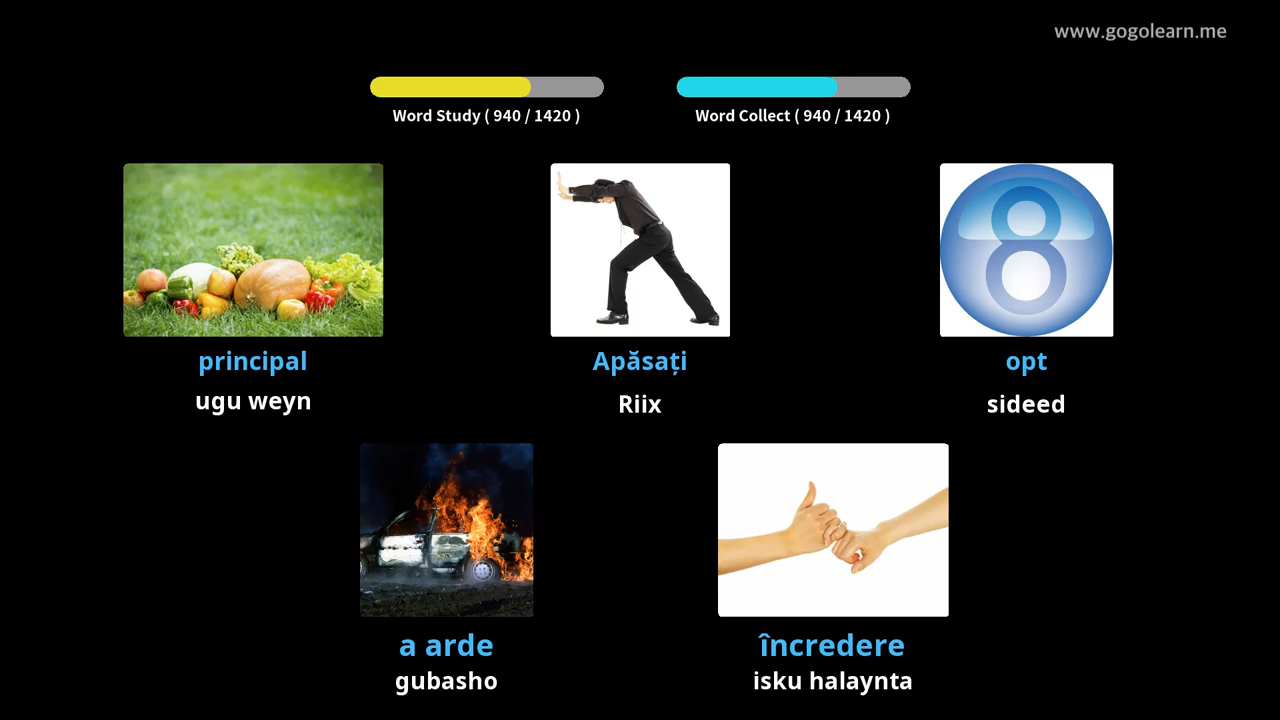 www.gogolearn.me
Word Study ( 940 / 1420 )
Word Collect ( 940 / 1420 )
8
principal
Apăsați
opt
ugu weyn
Riix
sideed
a arde
încredere
gubasho
isku halaynta